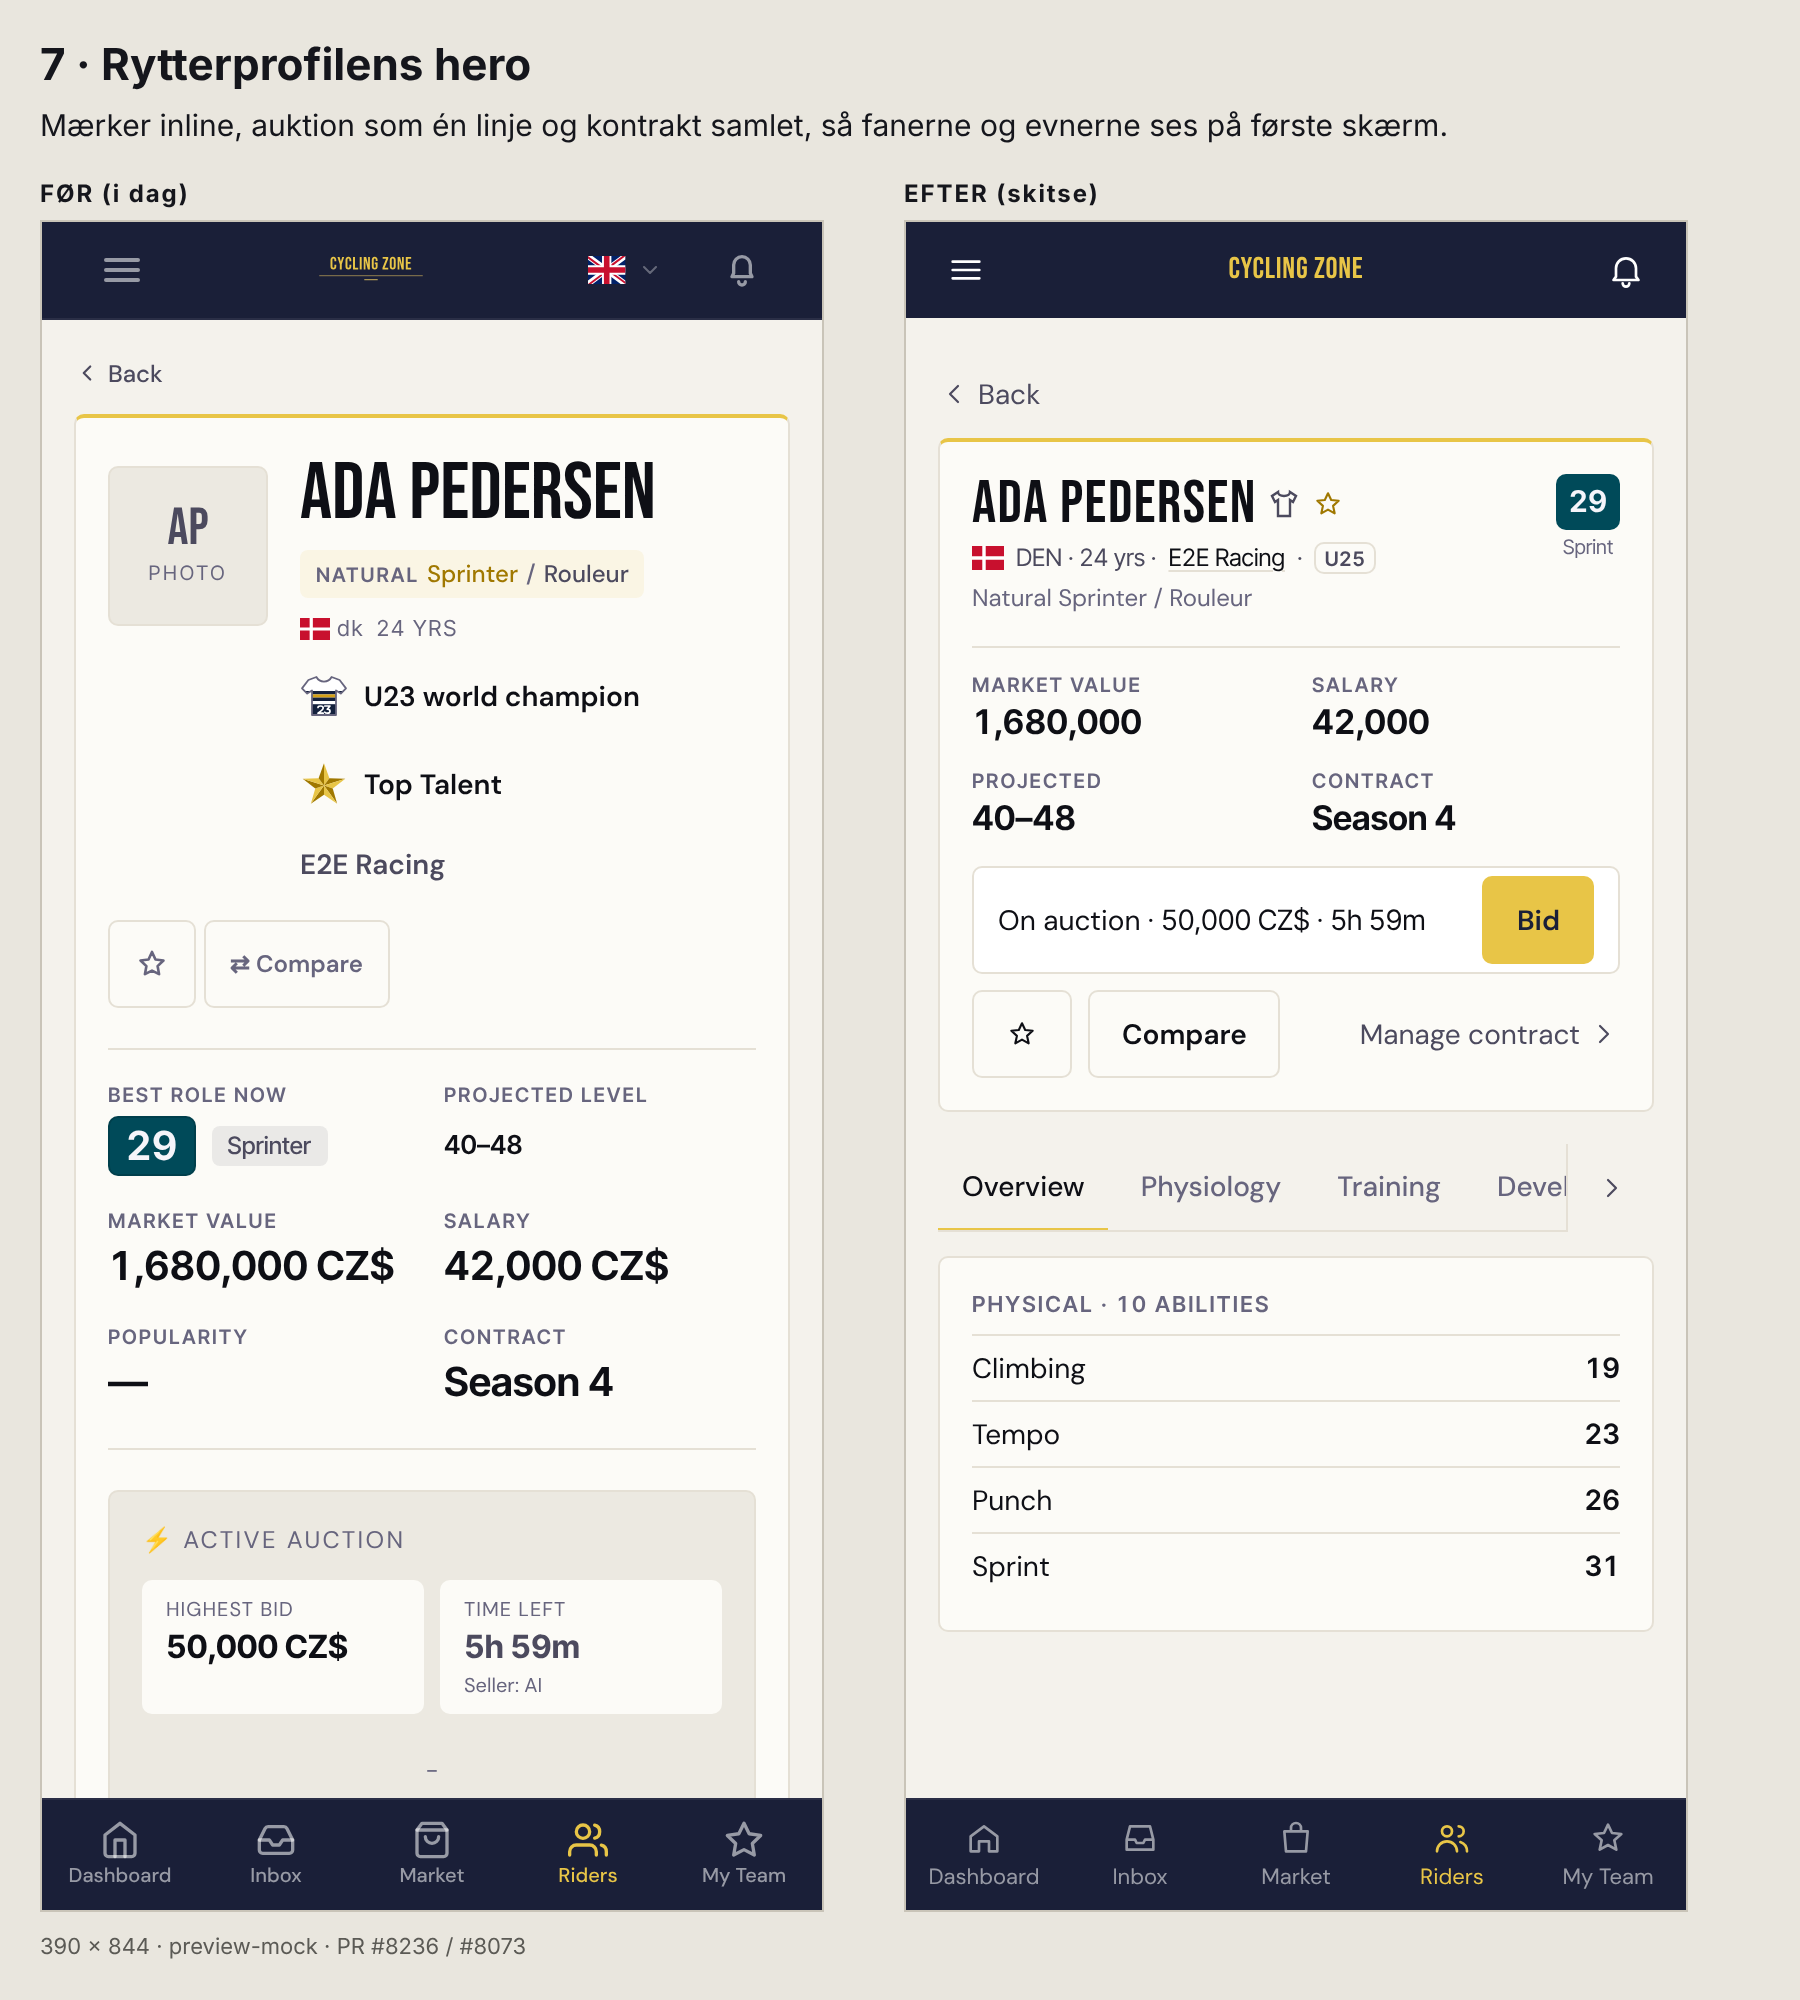 7 · Rytterprofilens hero
Mærker inline, auktion som én linje og kontrakt samlet, så fanerne og evnerne ses på første skærm.
FØR (i dag)
CYCLING ZONE
Back
AP
PHOTO
ADA PEDERSEN
NATURAL Sprinter / Rouleur
dk 24 YRS
23
U23 world champion
Top Talent
E2E Racing
⇄ Compare
BEST ROLE NOW
PROJECTED LEVEL
29 Sprinter
40–48
MARKET VALUE
SALARY
1,680,000 CZ$
42,000 CZ$
POPULARITY
CONTRACT
—
Season 4
⚡ ACTIVE AUCTION
HIGHEST BID
50,000 CZ$
TIME LEFT
5h 59m
Seller: AI
–
Dashboard
Inbox
Market
Riders
My Team
EFTER (skitse)
CYCLING ZONE
Back
ADA PEDERSEN
29
Sprint
DEN · 24 yrs · E2E Racing · U25
Natural Sprinter / Rouleur
MARKET VALUE
SALARY
1,680,000
42,000
PROJECTED
CONTRACT
40–48
Season 4
On auction · 50,000 CZ$ · 5h 59m
Bid
Compare
Manage contract
Overview
Physiology
Training
Devel
PHYSICAL · 10 ABILITIES
Climbing 19
Tempo 23
Punch 26
Sprint 31
Dashboard
Inbox
Market
Riders
My Team
390 × 844 · preview-mock · PR #8236 / #8073